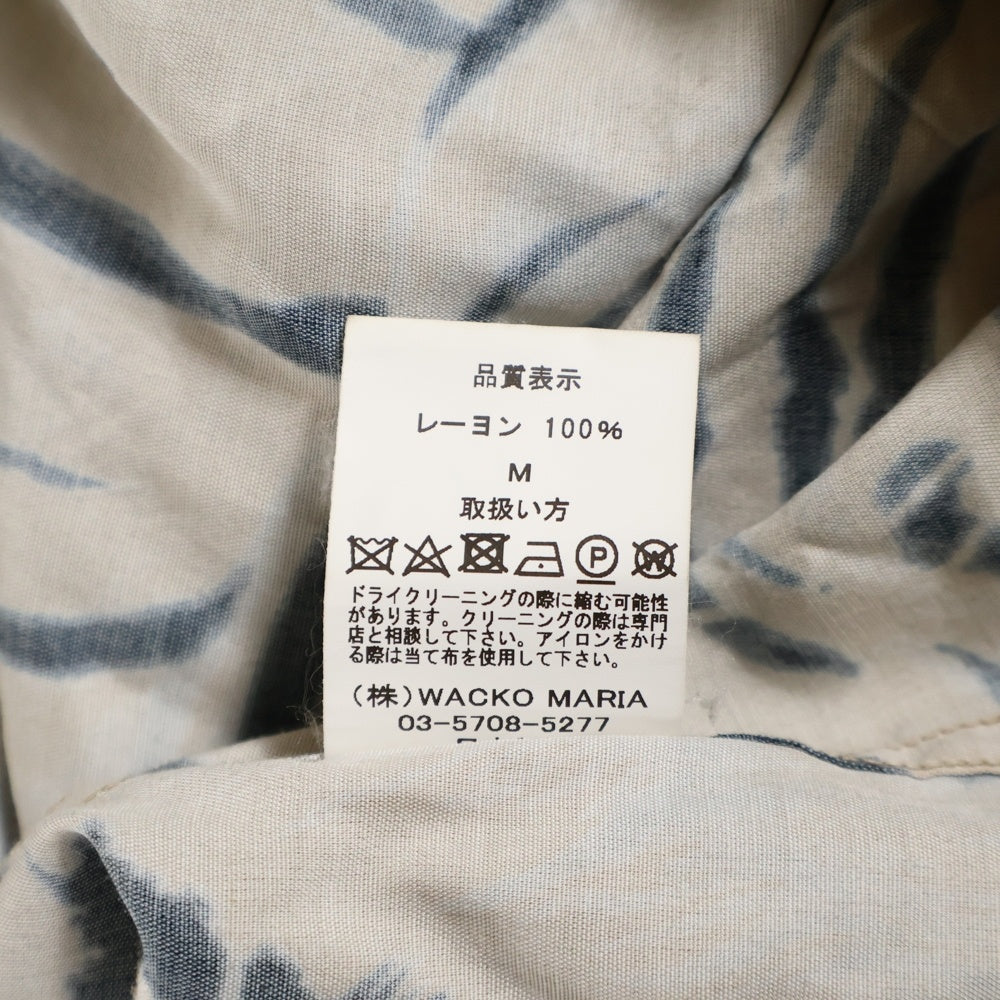 品質表示
レーヨン 100%
M
取扱い方
P W
ドライクリーニングの際に縮む可能性
があります。クリーニングの際は専門
店と相談して下さい。アイロンをかけ
る際は当て布を使用して下さい。
(株)WACKO MARIA
03-5708-5277